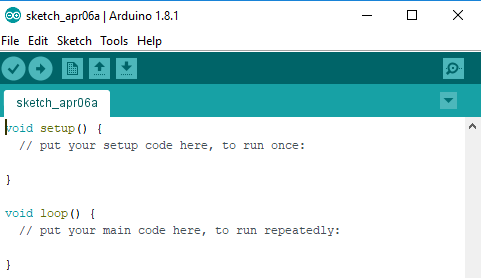 sketch_apr06a | Arduino 1.8.1
File Edit Sketch Tools Help
sketch_apr06a
void setup() {
  // put your setup code here, to run once:
}
void loop() {
  // put your main code here, to run repeatedly:
}